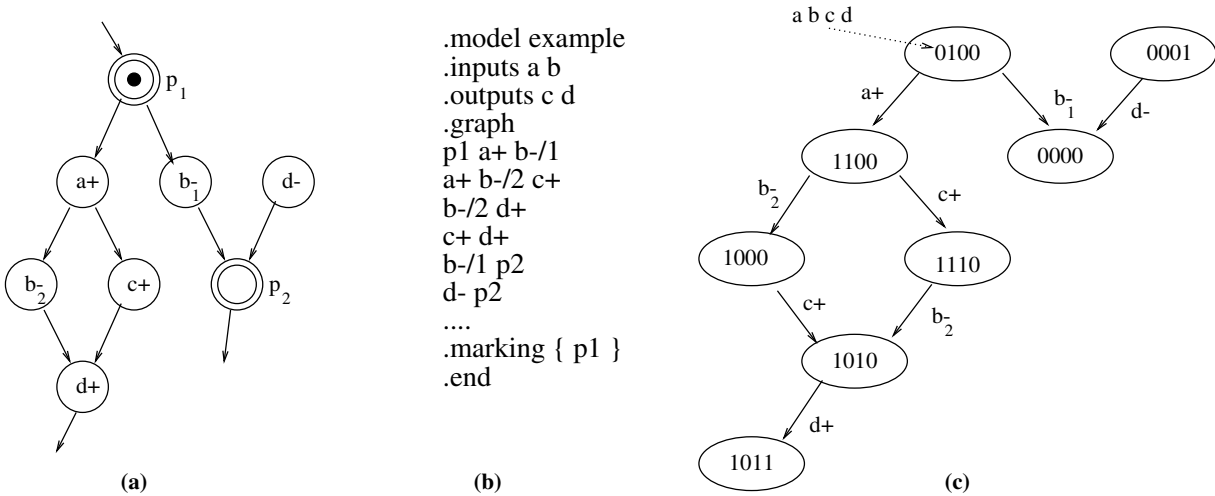 p1
a+
b-1
d-
b-2
c+
p2
d+
(a)
.model example
.inputs a b
.outputs c d
.graph
p1 a+ b-/1
a+ b-/2 c+
b-/2 d+
c+ d+
b-/1 p2
d- p2
....
.marking { p1 }
.end
(b)
a b c d
0100
0001
a+
b-1
d-
1100
0000
b-2
c+
1000
1110
c+
b-2
1010
d+
1011
(c)